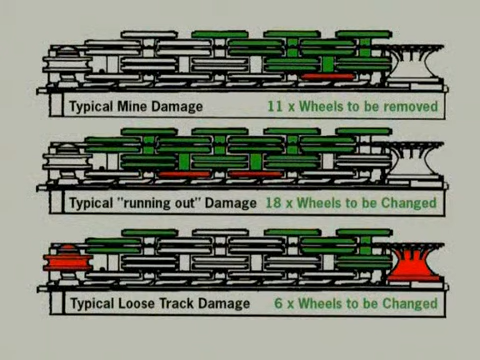 Typical Mine Damage 11 x Wheels to be removed
Typical "running out" Damage 18 x Wheels to be Changed
Typical Loose Track Damage 6 x Wheels to be Changed